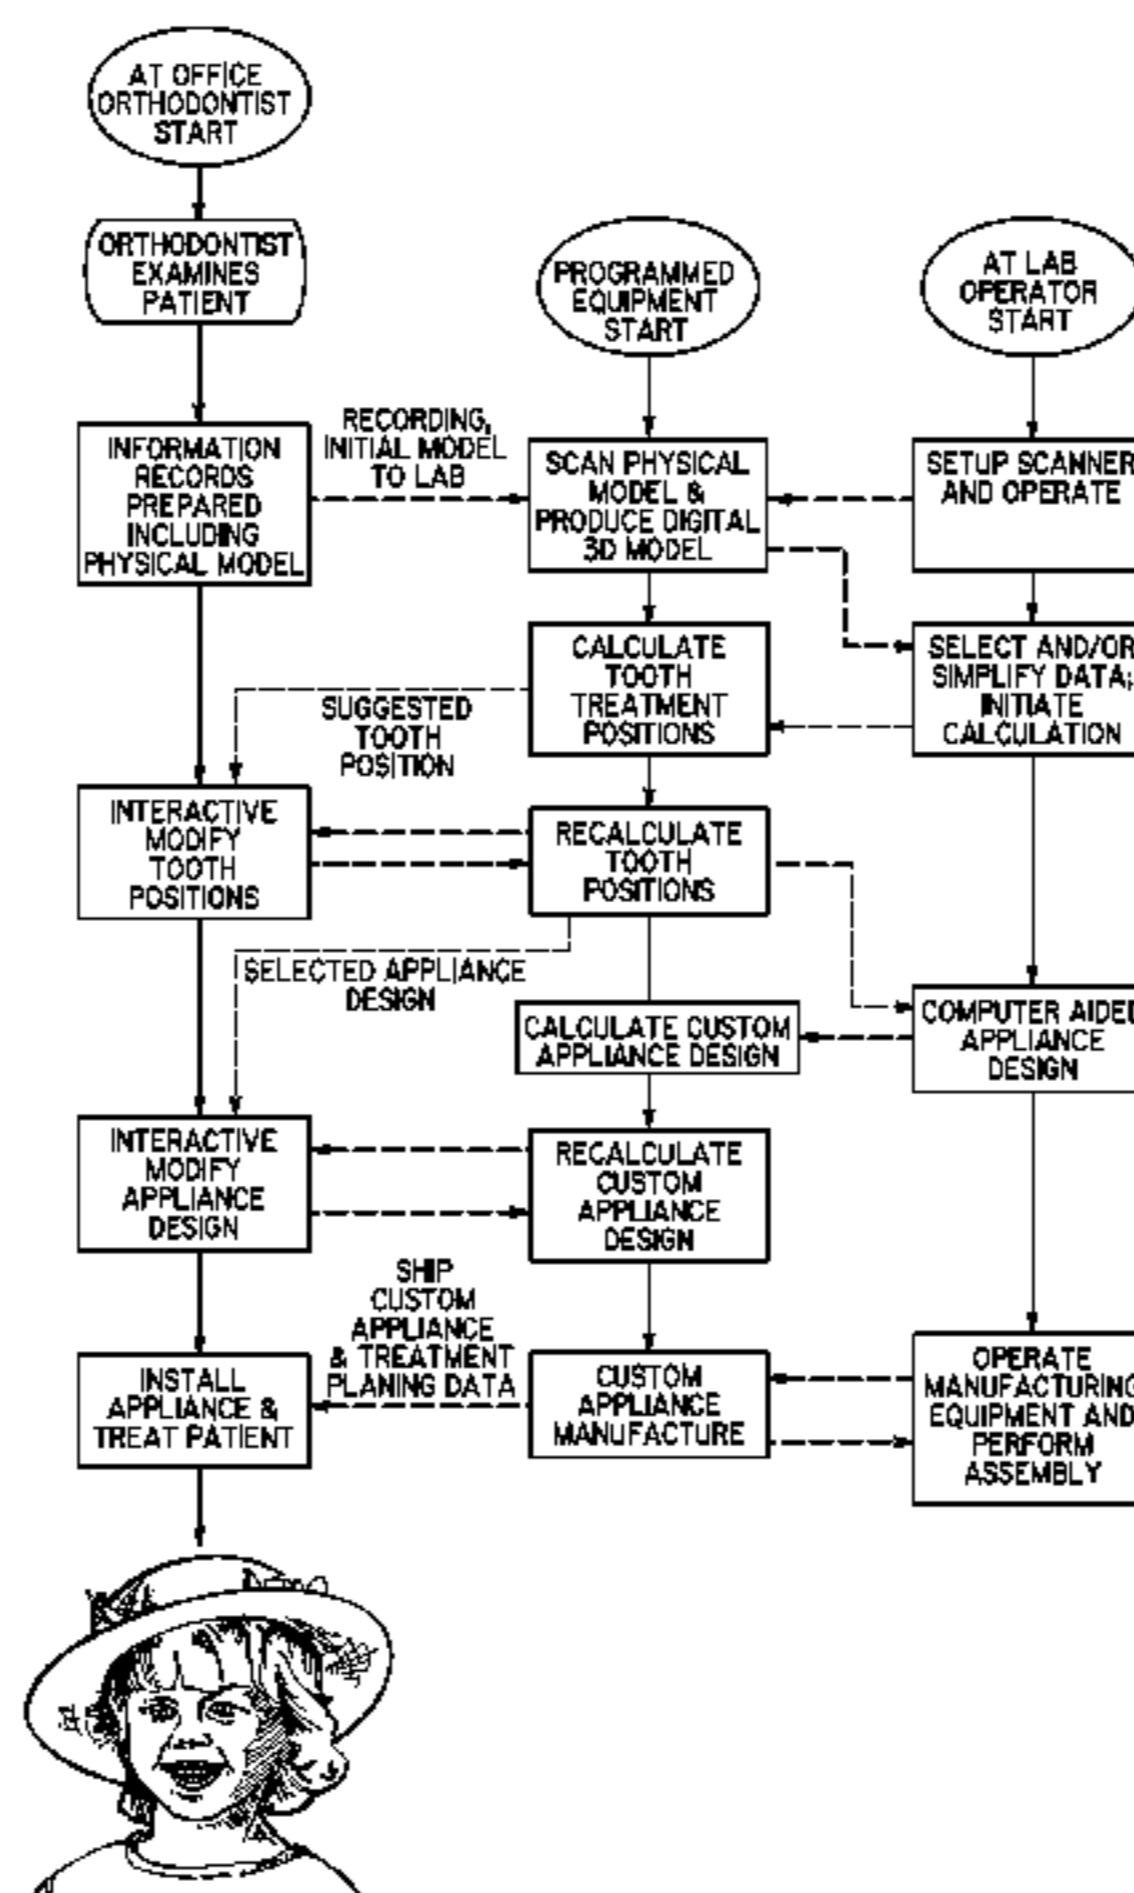 AT OFFICE
ORTHODONTIST
START
ORTHODONTIST
EXAMINES
PATIENT
PROGRAMMED
EQUIPMENT
START
AT LAB
OPERATOR
START
INFORMATION
RECORDS
PREPARED
INCLUDING
PHYSICAL MODEL
RECORDING,
INITIAL MODEL
TO LAB
SCAN PHYSICAL
MODEL &
PRODUCE DIGITAL
3D MODEL
SETUP SCANNER
AND OPERATE
CALCULATE
TOOTH
TREATMENT
POSITIONS
SELECT AND/OR
SIMPLIFY DATA;
INITIATE
CALCULATION
SUGGESTED
TOOTH
POSITION
INTERACTIVE
MODIFY
TOOTH
POSITIONS
RECALCULATE
TOOTH
POSITIONS
SELECTED APPLIANCE
DESIGN
CALCULATE CUSTOM
APPLIANCE DESIGN
COMPUTER AIDED
APPLIANCE
DESIGN
INTERACTIVE
MODIFY
APPLIANCE
DESIGN
RECALCULATE
CUSTOM
APPLIANCE
DESIGN
SHIP
CUSTOM
APPLIANCE
& TREATMENT
PLANING DATA
INSTALL
APPLIANCE &
TREAT PATIENT
CUSTOM
APPLIANCE
MANUFACTURE
OPERATE
MANUFACTURING
EQUIPMENT AND
PERFORM
ASSEMBLY